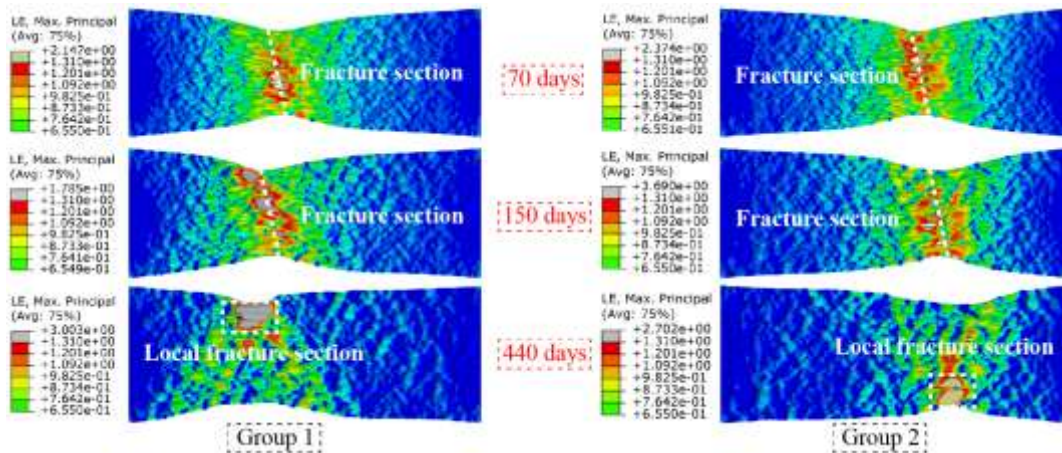 LE, Max. Principal
(Avg: 75%)
+2.147e+00
+1.310e+00
+1.201e+00
+1.092e+00
+9.825e-01
+8.733e-01
+7.642e-01
+6.550e-01
Fracture section
70 days
LE, Max. Principal
(Avg: 75%)
+2.374e+00
+1.310e+00
+1.201e+00
+1.092e+00
+9.825e-01
+8.734e-01
+7.642e-01
+6.551e-01
Fracture section
LE, Max. Principal
(Avg: 75%)
+1.785e+00
+1.310e+00
+1.201e+00
+1.092e+00
+9.825e-01
+8.733e-01
+7.641e-01
+6.549e-01
Fracture section
150 days
LE, Max. Principal
(Avg: 75%)
+3.690e+00
+1.310e+00
+1.201e+00
+1.092e+00
+9.825e-01
+8.734e-01
+7.642e-01
+6.550e-01
Fracture section
LE, Max. Principal
(Avg: 75%)
+3.003e+00
+1.310e+00
+1.201e+00
+1.092e+00
+9.825e-01
+8.734e-01
+7.642e-01
+6.550e-01
Local fracture section
440 days
LE, Max. Principal
(Avg: 75%)
+2.702e+00
+1.310e+00
+1.201e+00
+1.092e+00
+9.825e-01
+8.733e-01
+7.642e-01
+6.550e-01
Local fracture section
Group 1
Group 2